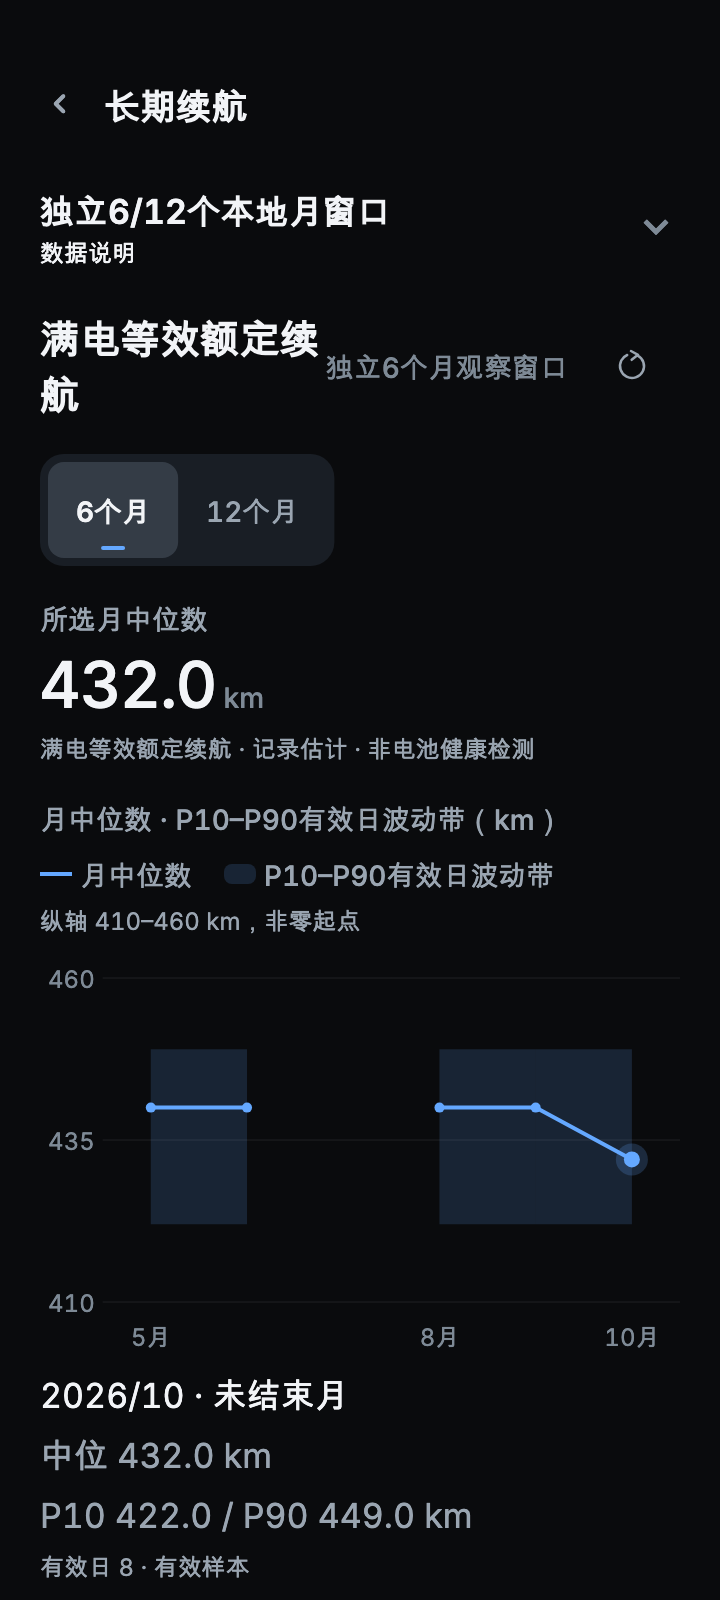 长期续航
独立6/12个本地月窗口
数据说明
满电等效额定续
航
独立6个月观察窗口
6个月
12个月
所选月中位数
432.0 km
满电等效额定续航 · 记录估计 · 非电池健康检测
月中位数 · P10–P90有效日波动带（km）
月中位数
P10–P90有效日波动带
纵轴 410–460 km，非零起点
460
435
410
5月
8月
10月
2026/10 · 未结束月
中位 432.0 km
P10 422.0 / P90 449.0 km
有效日 8 · 有效样本